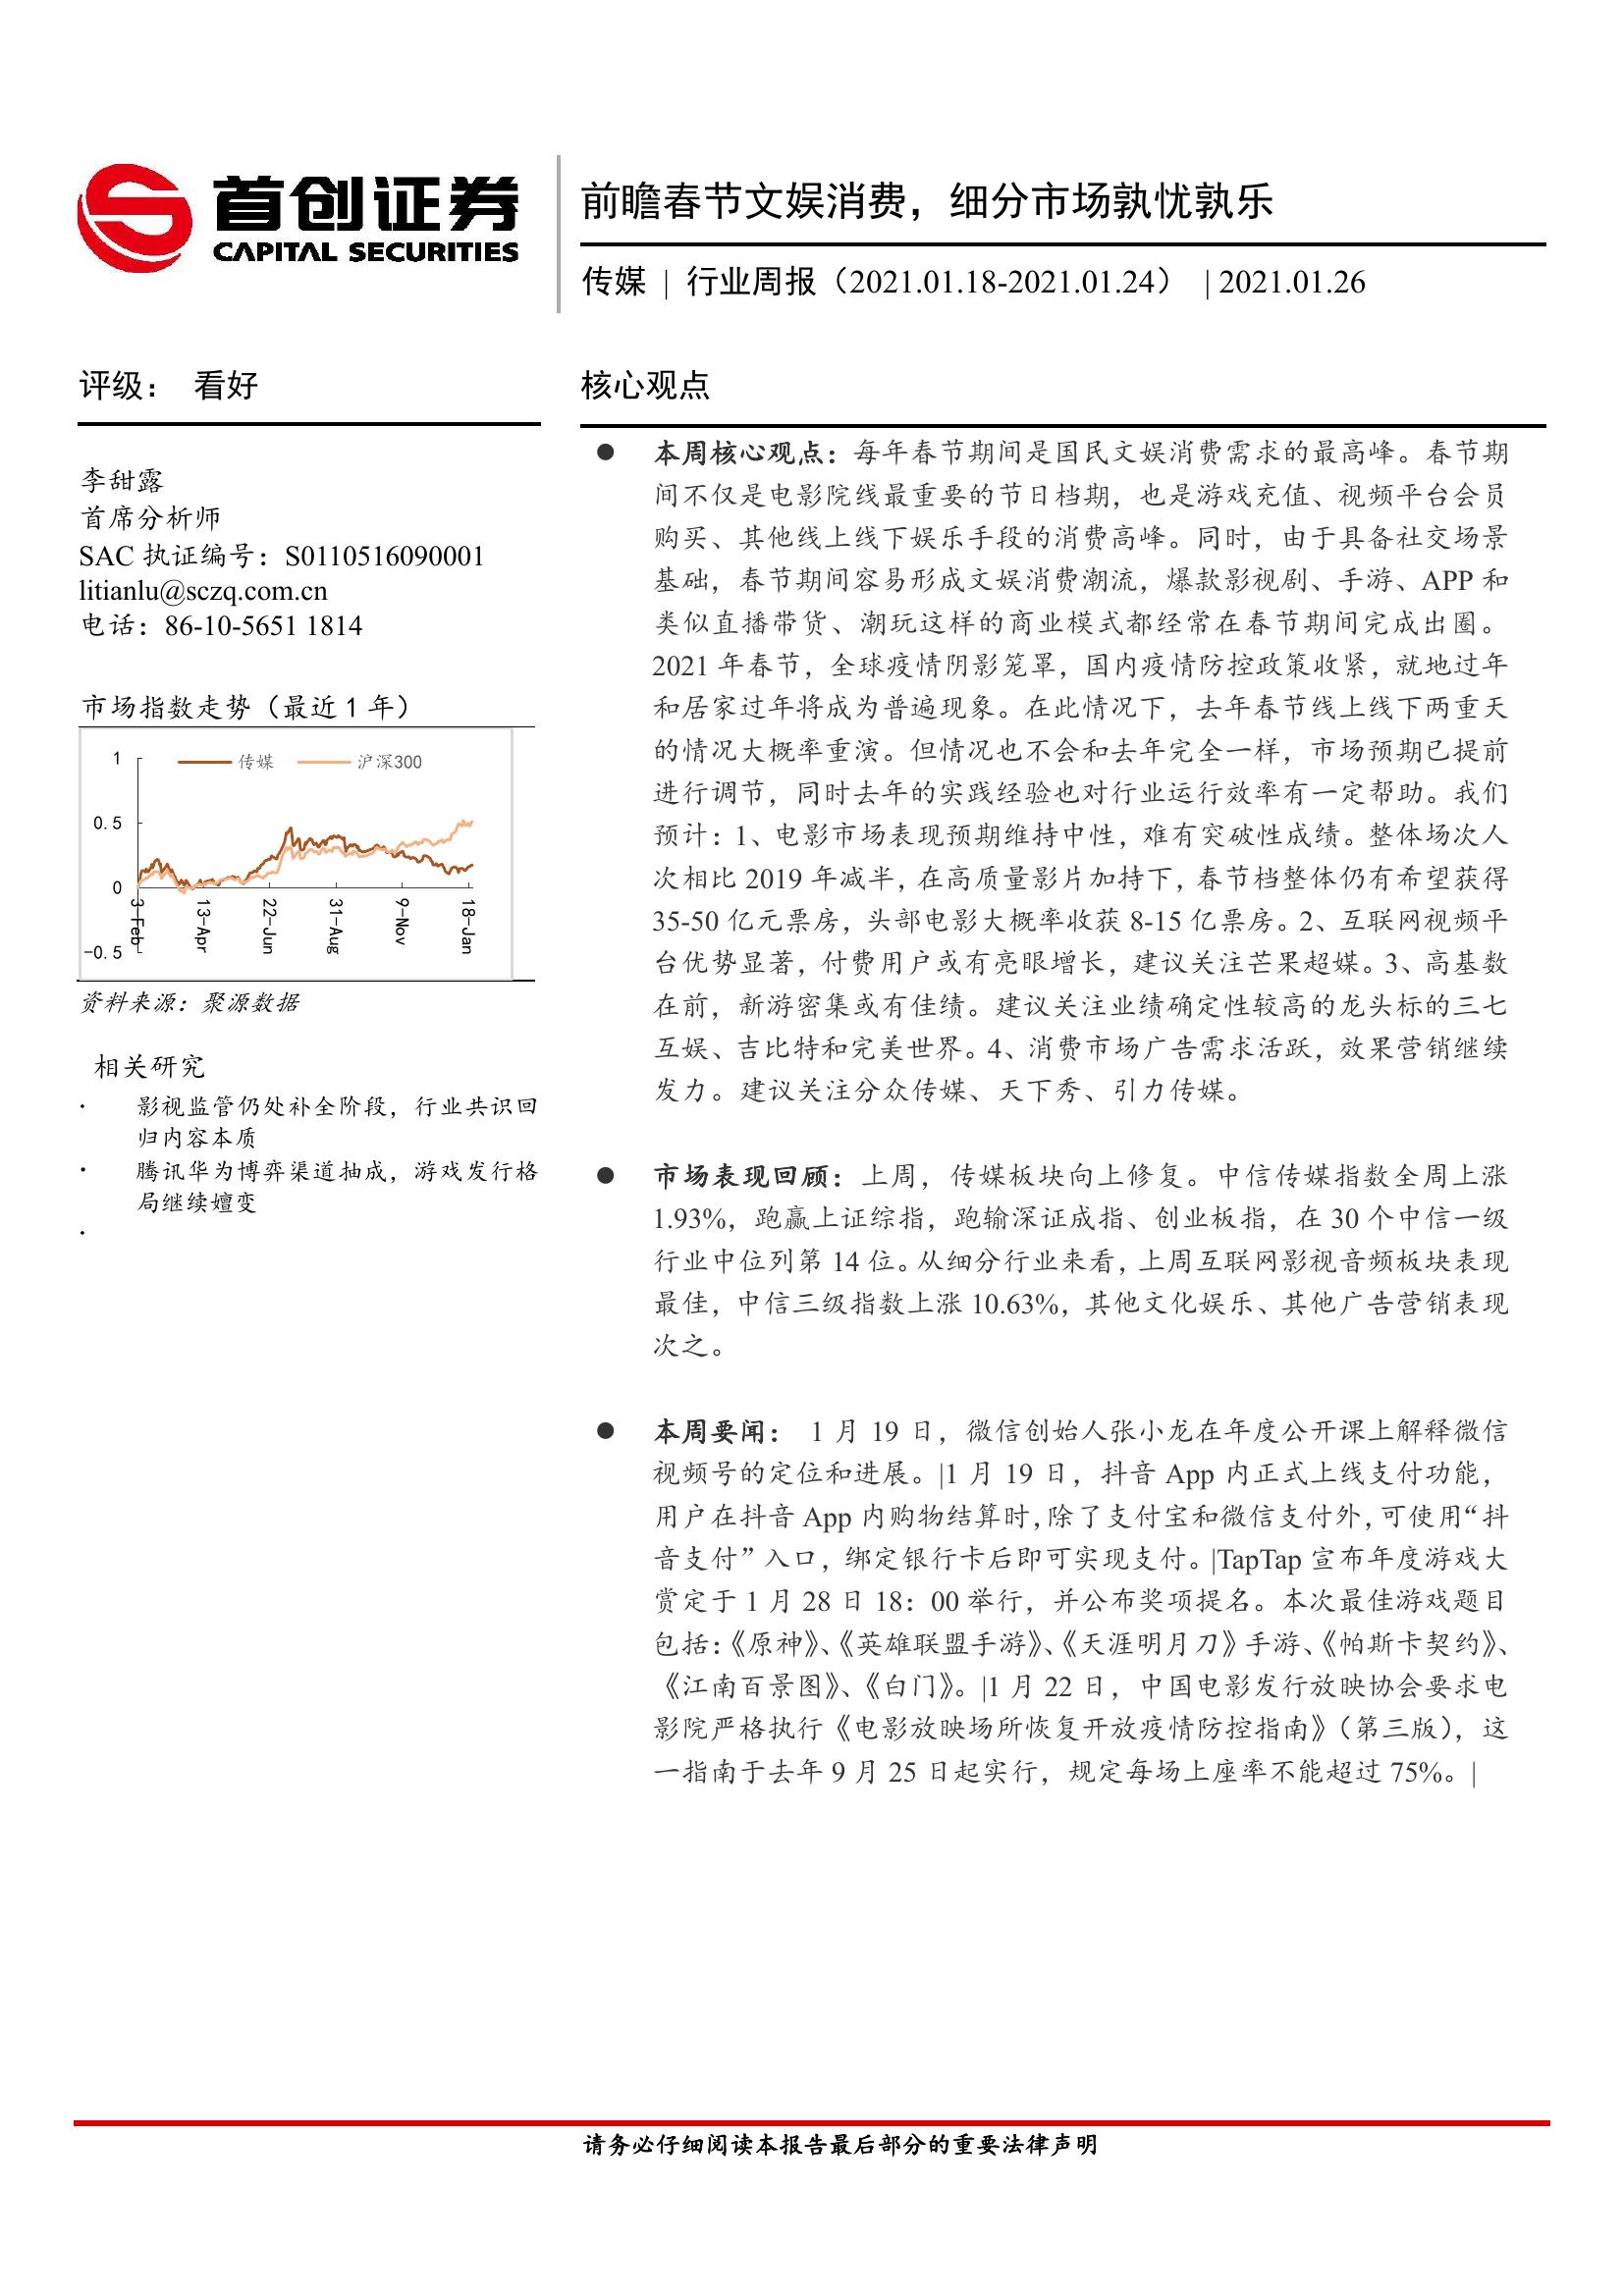 首创证券
CAPITAL SECURITIES
前瞻春节文娱消费，细分市场孰忧孰乐
传媒 | 行业周报（2021.01.18-2021.01.24） | 2021.01.26
评级： 看好
李甜露
首席分析师
SAC 执证编号：S0110516090001
litianlu@sczq.com.cn
电话：86-10-5651 1814
市场指数走势（最近 1 年）
传媒 沪深300
1
0.5
0
-0.5
3-Feb
13-Apr
22-Jun
31-Aug
9-Nov
18-Jan
资料来源：聚源数据
相关研究
· 影视监管仍处补全阶段，行业共识回
归内容本质
· 腾讯华为博弈渠道抽成，游戏发行格
局继续嬗变
·
核心观点
● 本周核心观点：每年春节期间是国民文娱消费需求的最高峰。春节期
间不仅是电影院线最重要的节日档期，也是游戏充值、视频平台会员
购买、其他线上线下娱乐手段的消费高峰。同时，由于具备社交场景
基础，春节期间容易形成文娱消费潮流，爆款影视剧、手游、APP 和
类似直播带货、潮玩这样的商业模式都经常在春节期间完成出圈。
2021 年春节，全球疫情阴影笼罩，国内疫情防控政策收紧，就地过年
和居家过年将成为普遍现象。在此情况下，去年春节线上线下两重天
的情况大概率重演。但情况也不会和去年完全一样，市场预期已提前
进行调节，同时去年的实践经验也对行业运行效率有一定帮助。我们
预计：1、电影市场表现预期维持中性，难有突破性成绩。整体场次人
次相比 2019 年减半，在高质量影片加持下，春节档整体仍有希望获得
35-50 亿元票房，头部电影大概率收获 8-15 亿票房。2、互联网视频平
台优势显著，付费用户或有亮眼增长，建议关注芒果超媒。3、高基数
在前，新游密集或有佳绩。建议关注业绩确定性较高的龙头标的三七
互娱、吉比特和完美世界。4、消费市场广告需求活跃，效果营销继续
发力。建议关注分众传媒、天下秀、引力传媒。
● 市场表现回顾：上周，传媒板块向上修复。中信传媒指数全周上涨
1.93%，跑赢上证综指，跑输深证成指、创业板指，在 30 个中信一级
行业中位列第 14 位。从细分行业来看，上周互联网影视音频板块表现
最佳，中信三级指数上涨 10.63%，其他文化娱乐、其他广告营销表现
次之。
● 本周要闻： 1 月 19 日，微信创始人张小龙在年度公开课上解释微信
视频号的定位和进展。|1 月 19 日，抖音 App 内正式上线支付功能，
用户在抖音 App 内购物结算时，除了支付宝和微信支付外，可使用“抖
音支付”入口，绑定银行卡后即可实现支付。|TapTap 宣布年度游戏大
赏定于 1 月 28 日 18：00 举行，并公布奖项提名。本次最佳游戏题目
包括：《原神》、《英雄联盟手游》、《天涯明月刀》手游、《帕斯卡契约》、
《江南百景图》、《白门》。|1 月 22 日，中国电影发行放映协会要求电
影院严格执行《电影放映场所恢复开放疫情防控指南》（第三版），这
一指南于去年 9 月 25 日起实行，规定每场上座率不能超过 75%。|
请务必仔细阅读本报告最后部分的重要法律声明